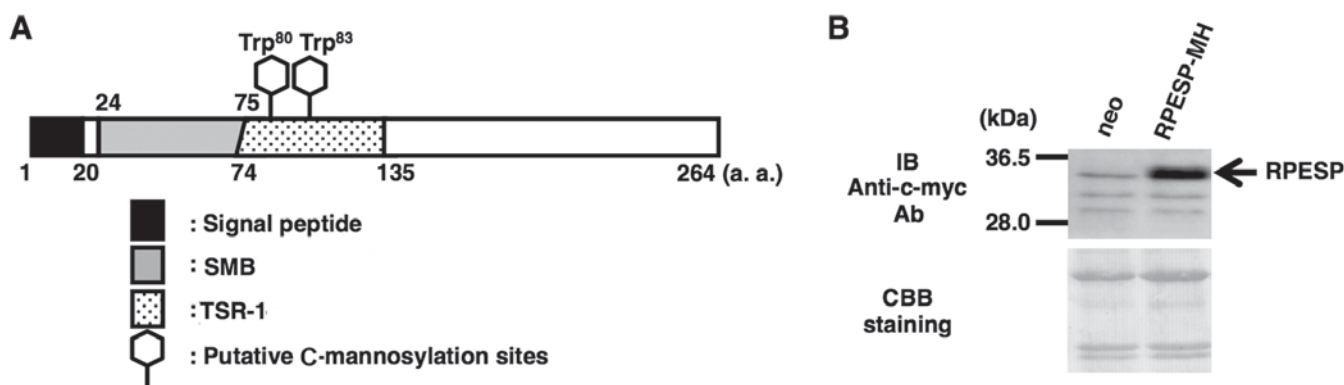 A
Trp⁸⁰ Trp⁸³
24 75
1 20 74 135 264 (a. a.)
: Signal peptide
: SMB
: TSR-1
: Putative C-mannosylation sites
B
(kDa) neo RPESP-MH
36.5
IB
Anti-c-myc
Ab
RPESP
28.0
CBB
staining